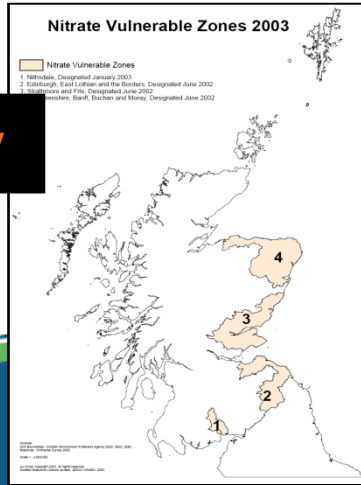 Nitrate Vulnerable Zones 2003
Nitrate Vulnerable Zones
1. Nithsdale, Designated January 2003
2. Edinburgh, East Lothian and the Borders, Designated June 2002
3. Strathmore and Fife, Designated June 2002
Banff, Buchan and Moray, Designated June 2002
4
3
2
1